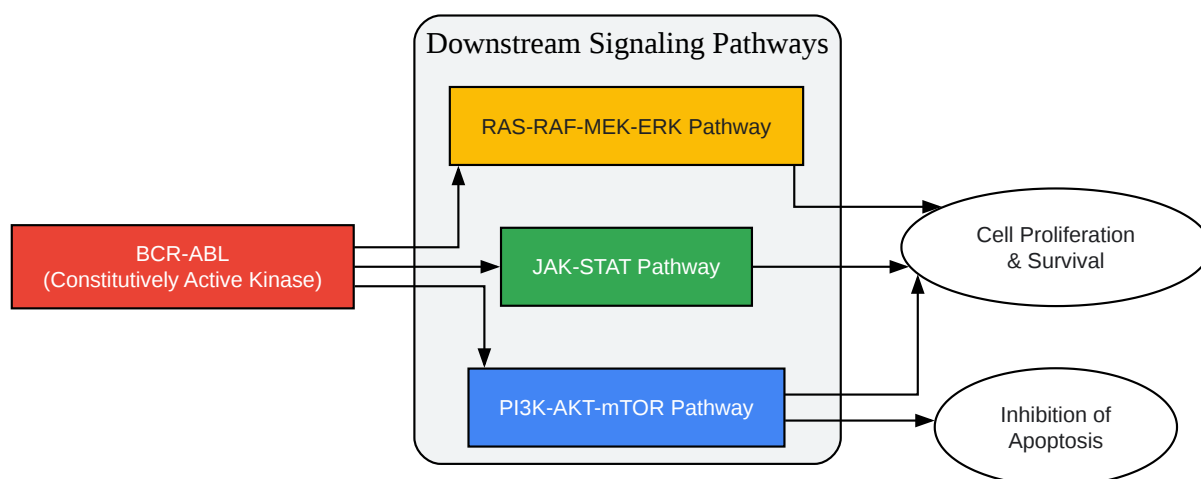 Downstream Signaling Pathways
RAS-RAF-MEK-ERK Pathway
BCR-ABL
(Constitutively Active Kinase)
JAK-STAT Pathway
Cell Proliferation
& Survival
PI3K-AKT-mTOR Pathway
Inhibition of
Apoptosis